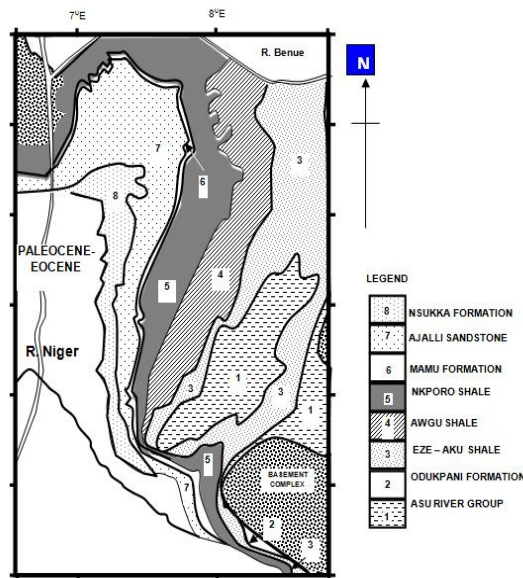 7°E 8°E
R. Benue
N
7
3
6
8
PALEOCENE-
EOCENE
5
4
R. Niger
3
1
3
1
5
7
BASEMENT
COMPLEX
2
3
LEGEND
8 NSUKKA FORMATION
7 AJALLI SANDSTONE
6 MAMU FORMATION
5 NKPORO SHALE
4 AWGU SHALE
3 EZE – AKU SHALE
2 ODUKPANI FORMATION
1 ASU RIVER GROUP